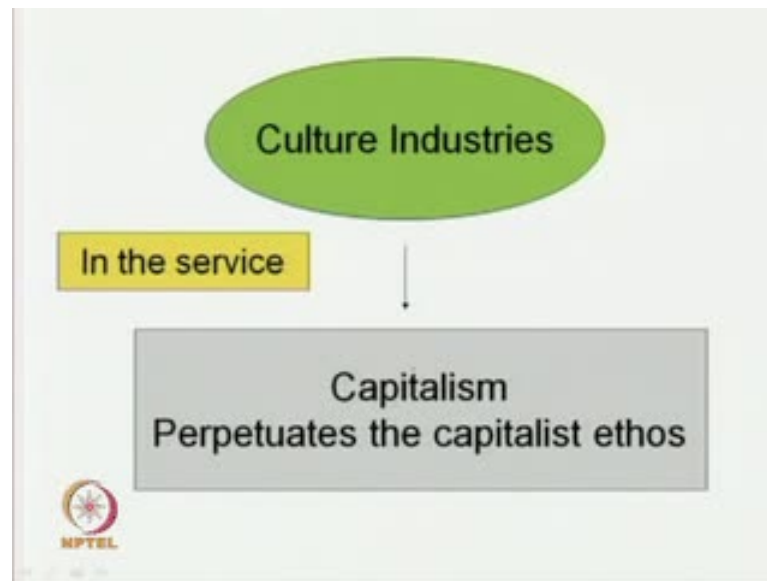 Culture Industries
In the service
Capitalism
Perpetuates the capitalist ethos
NPTEL